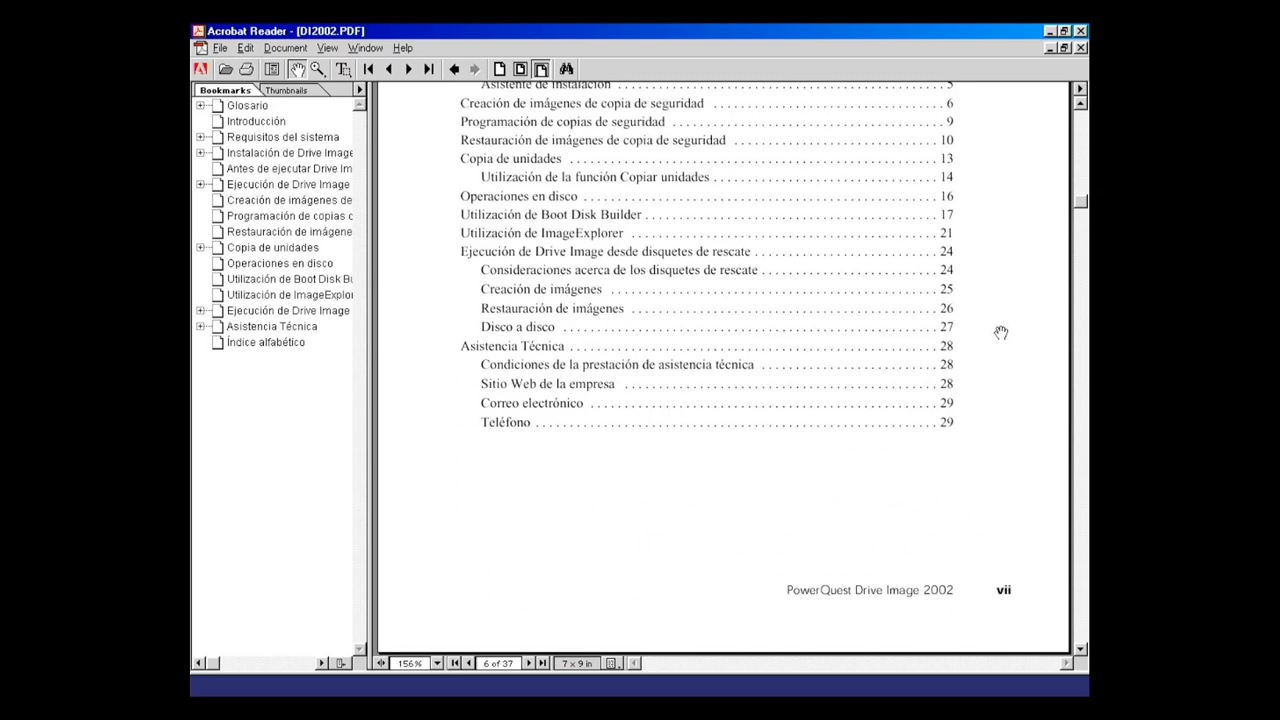 Acrobat Reader - [DI2002.PDF]
File Edit Document View Window Help
Bookmarks Thumbnails
Glosario
Introducción
Requisitos del sistema
Instalación de Drive Image
Antes de ejecutar Drive Im
Ejecución de Drive Image
Creación de imágenes de
Programación de copias d
Restauración de imágene
Copia de unidades
Operaciones en disco
Utilización de Boot Disk Bu
Utilización de ImageExplor
Ejecución de Drive Image
Asistencia Técnica
Índice alfabético
Asistente de instalación . . . 5
Creación de imágenes de copia de seguridad . . . 6
Programación de copias de seguridad . . . 9
Restauración de imágenes de copia de seguridad . . . 10
Copia de unidades . . . 13
Utilización de la función Copiar unidades . . . 14
Operaciones en disco . . . 16
Utilización de Boot Disk Builder . . . 17
Utilización de ImageExplorer . . . 21
Ejecución de Drive Image desde disquetes de rescate . . . 24
Consideraciones acerca de los disquetes de rescate . . . 24
Creación de imágenes . . . 25
Restauración de imágenes . . . 26
Disco a disco . . . 27
Asistencia Técnica . . . 28
Condiciones de la prestación de asistencia técnica . . . 28
Sitio Web de la empresa . . . 28
Correo electrónico . . . 29
Teléfono . . . 29
PowerQuest Drive Image 2002 vii
156% 6 of 37 7 x 9 in